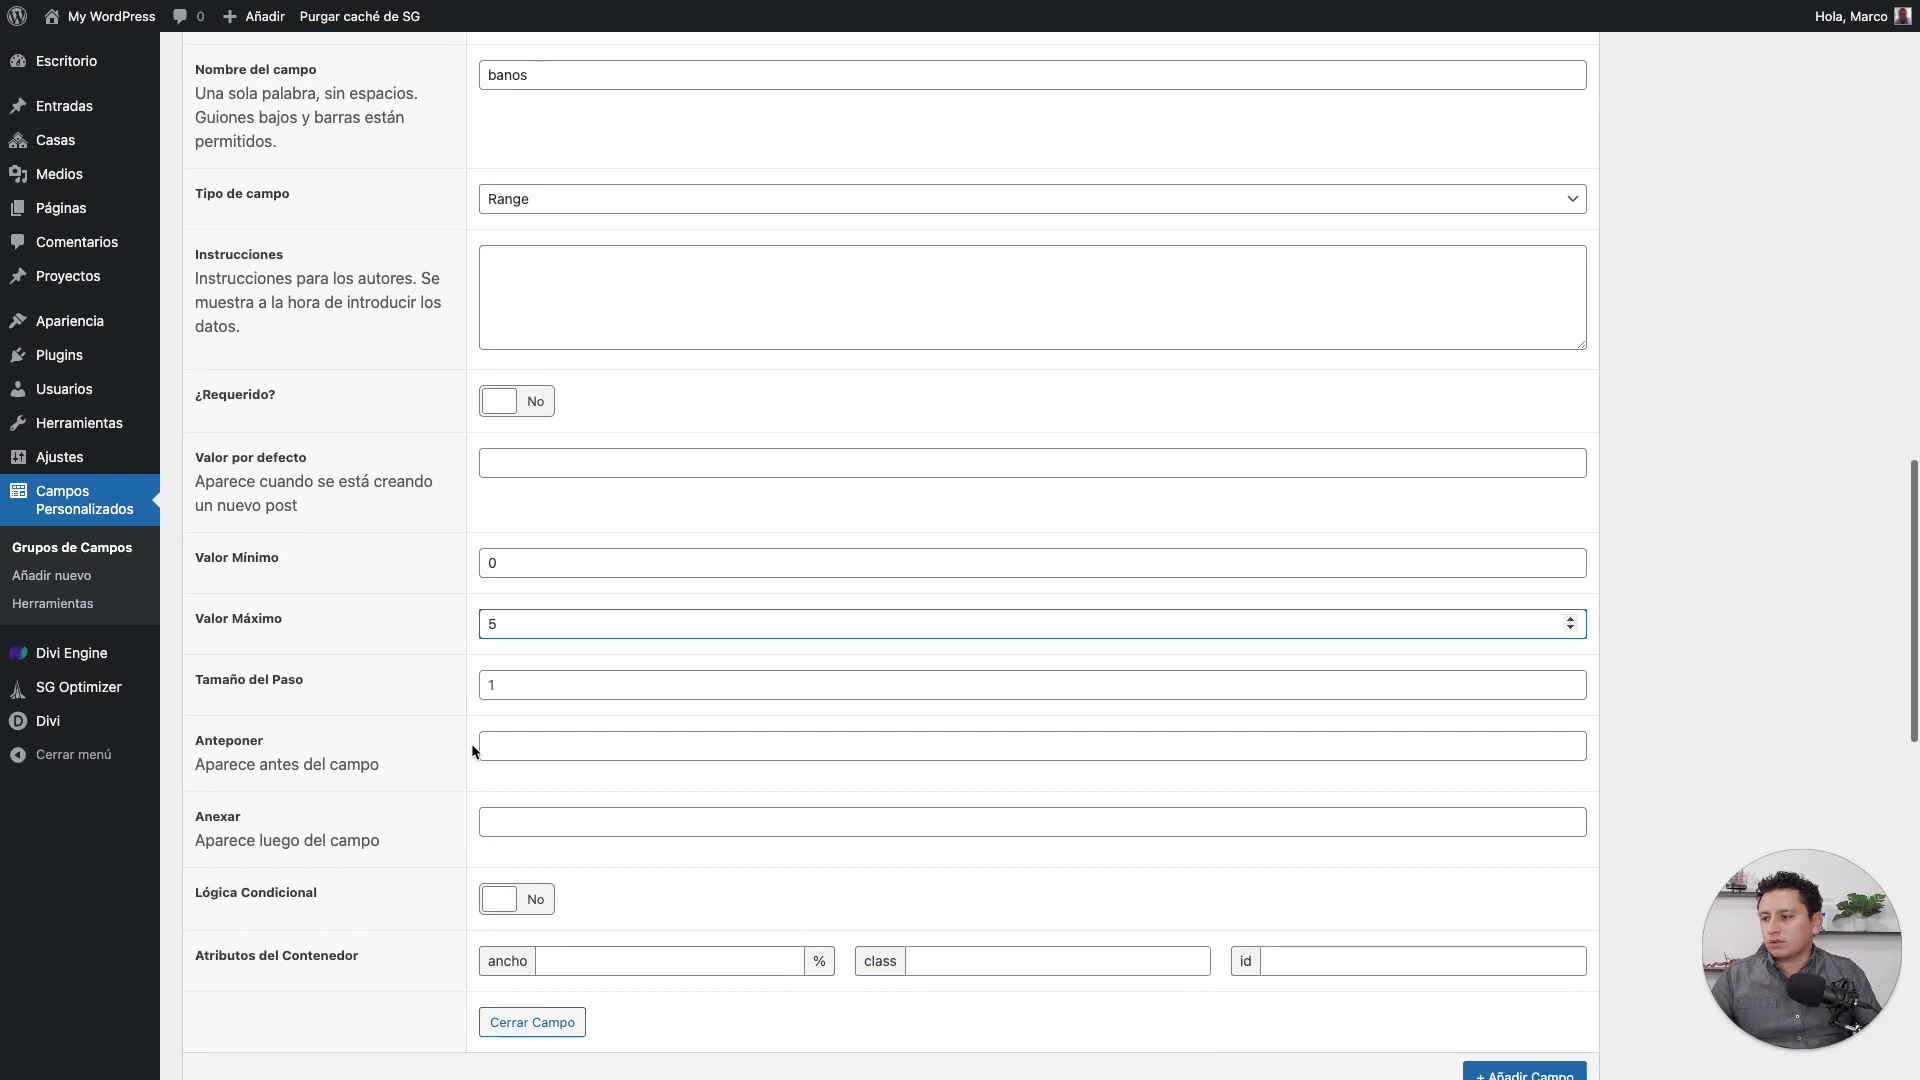 My WordPress
0
Añadir
Purgar caché de SG
Hola, Marco
Escritorio
Entradas
Casas
Medios
Páginas
Comentarios
Proyectos
Apariencia
Plugins
Usuarios
Herramientas
Ajustes
Campos
Personalizados
Grupos de Campos
Añadir nuevo
Herramientas
Divi Engine
SG Optimizer
D
Divi
Cerrar menú
Nombre del campo
Una sola palabra, sin espacios.
Guiones bajos y barras están
permitidos.
banos
Tipo de campo
Range
Instrucciones
Instrucciones para los autores. Se
muestra a la hora de introducir los
datos.
¿Requerido?
No
Valor por defecto
Aparece cuando se está creando
un nuevo post
Valor Mínimo
0
Valor Máximo
5
Tamaño del Paso
1
Anteponer
Aparece antes del campo
Anexar
Aparece luego del campo
Lógica Condicional
No
Atributos del Contenedor
ancho
%
class
id
Cerrar Campo
+ Añadir Campo